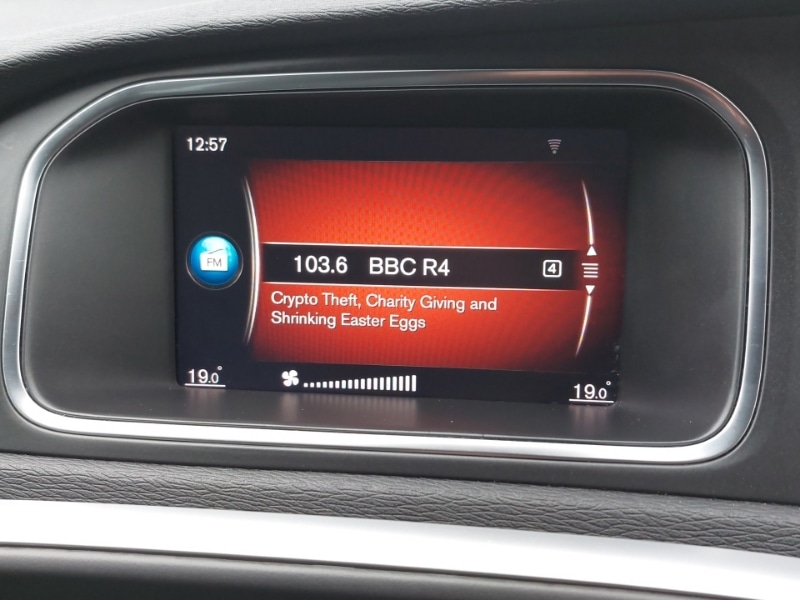 12:57
FM
103.6 BBC R4 4
Crypto Theft, Charity Giving and
Shrinking Easter Eggs
19.0° 19.0°